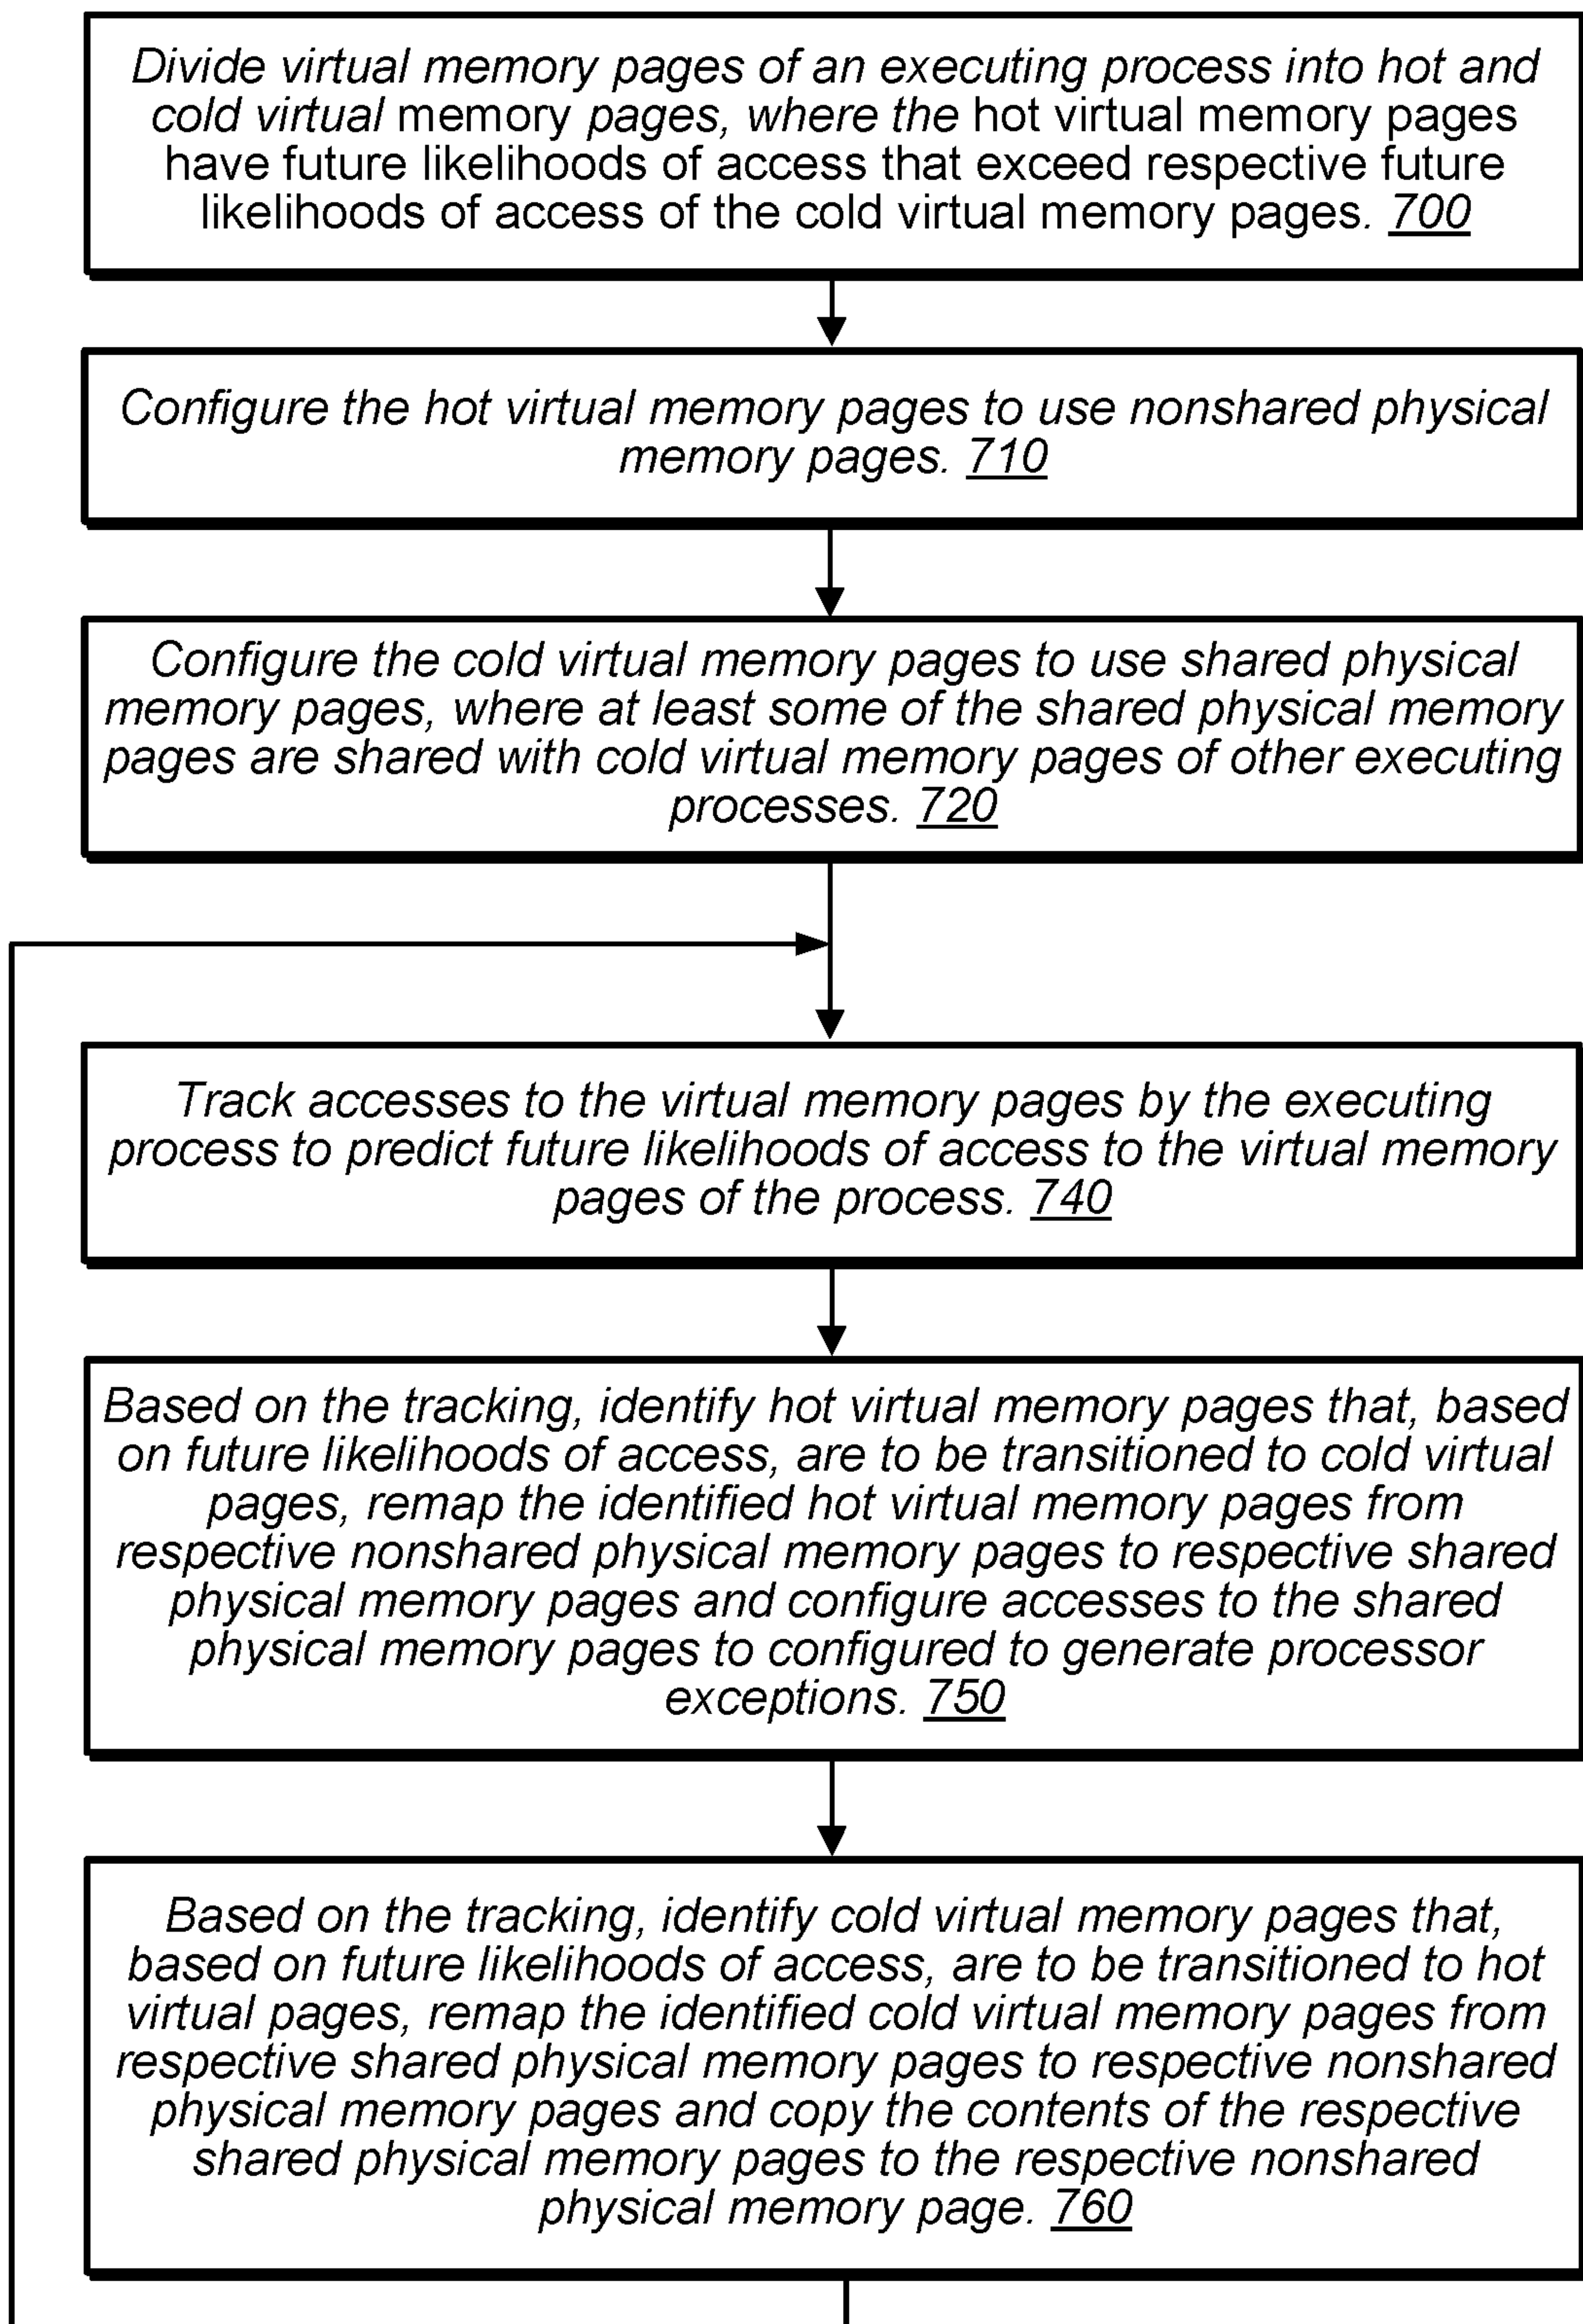 Divide virtual memory pages of an executing process into hot and
cold virtual memory pages, where the hot virtual memory pages
have future likelihoods of access that exceed respective future
likelihoods of access of the cold virtual memory pages. 700
Configure the hot virtual memory pages to use nonshared physical
memory pages. 710
Configure the cold virtual memory pages to use shared physical
memory pages, where at least some of the shared physical memory
pages are shared with cold virtual memory pages of other executing
processes. 720
Track accesses to the virtual memory pages by the executing
process to predict future likelihoods of access to the virtual memory
pages of the process. 740
Based on the tracking, identify hot virtual memory pages that, based
on future likelihoods of access, are to be transitioned to cold virtual
pages, remap the identified hot virtual memory pages from
respective nonshared physical memory pages to respective shared
physical memory pages and configure accesses to the shared
physical memory pages to configured to generate processor
exceptions. 750
Based on the tracking, identify cold virtual memory pages that,
based on future likelihoods of access, are to be transitioned to hot
virtual pages, remap the identified cold virtual memory pages from
respective shared physical memory pages to respective nonshared
physical memory pages and copy the contents of the respective
shared physical memory pages to the respective nonshared
physical memory page. 760